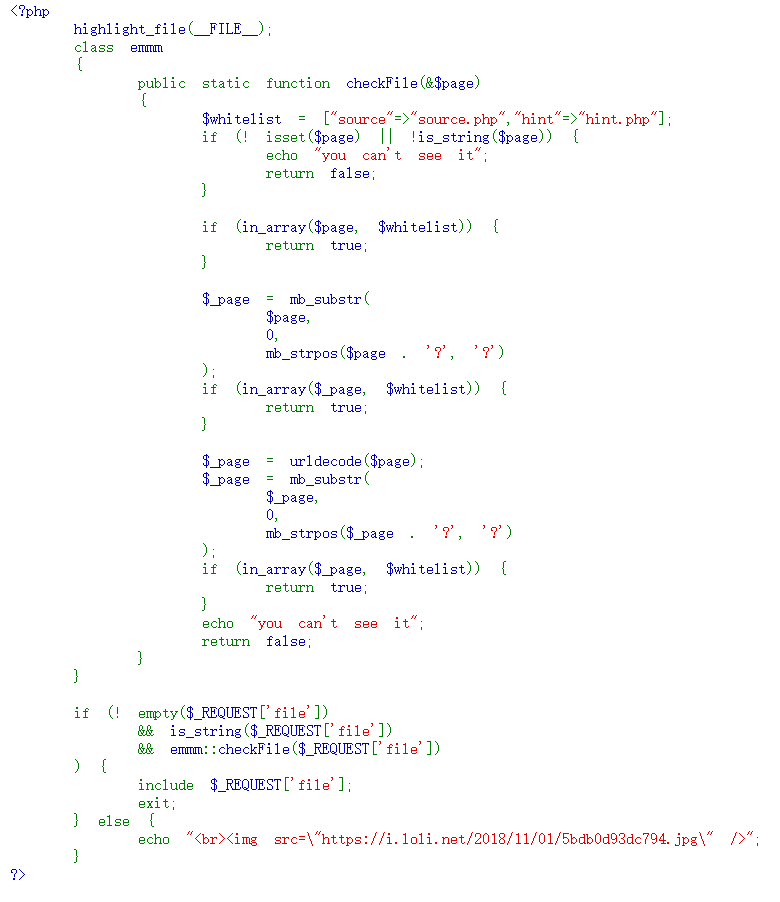 <?php
highlight_file(__FILE__);
class emmm
{
public static function checkFile(&$page)
{
$whitelist = ["source"=>"source.php","hint"=>"hint.php"];
if (! isset($page) || !is_string($page)) {
echo "you can't see it";
return false;
}
if (in_array($page, $whitelist)) {
return true;
}
$_page = mb_substr(
$page,
0,
mb_strpos($page . '?', '?')
);
if (in_array($_page, $whitelist)) {
return true;
}
$_page = urldecode($page);
$_page = mb_substr(
$_page,
0,
mb_strpos($_page . '?', '?')
);
if (in_array($_page, $whitelist)) {
return true;
}
echo "you can't see it";
return false;
}
}
if (! empty($_REQUEST['file'])
&& is_string($_REQUEST['file'])
&& emmm::checkFile($_REQUEST['file'])
) {
include $_REQUEST['file'];
exit;
} else {
echo "<br><img src=\"https://i.loli.net/2018/11/01/5bdb0d93dc794.jpg\" />";
}
?>